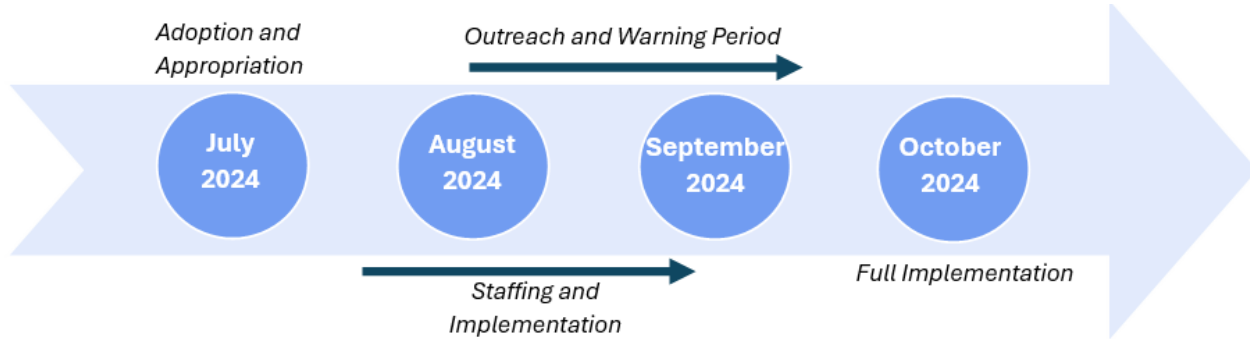 Adoption and
Appropriation
Outreach and Warning Period
July
2024
August
2024
September
2024
October
2024
Staffing and
Implementation
Full Implementation